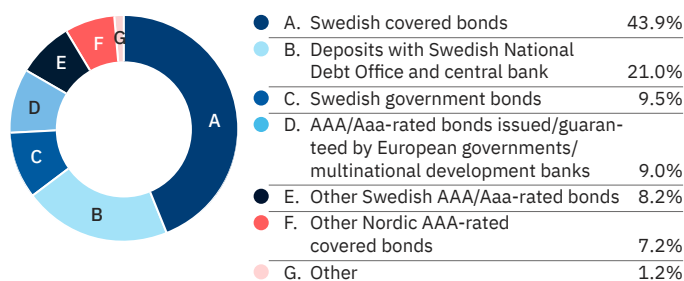 A
B
C
D
E
F
G
A. Swedish covered bonds 43.9%
B. Deposits with Swedish National
Debt Office and central bank 21.0%
C. Swedish government bonds 9.5%
D. AAA/Aaa-rated bonds issued/guaran-
teed by European governments/
multinational development banks 9.0%
E. Other Swedish AAA/Aaa-rated bonds 8.2%
F. Other Nordic AAA-rated
covered bonds 7.2%
G. Other 1.2%